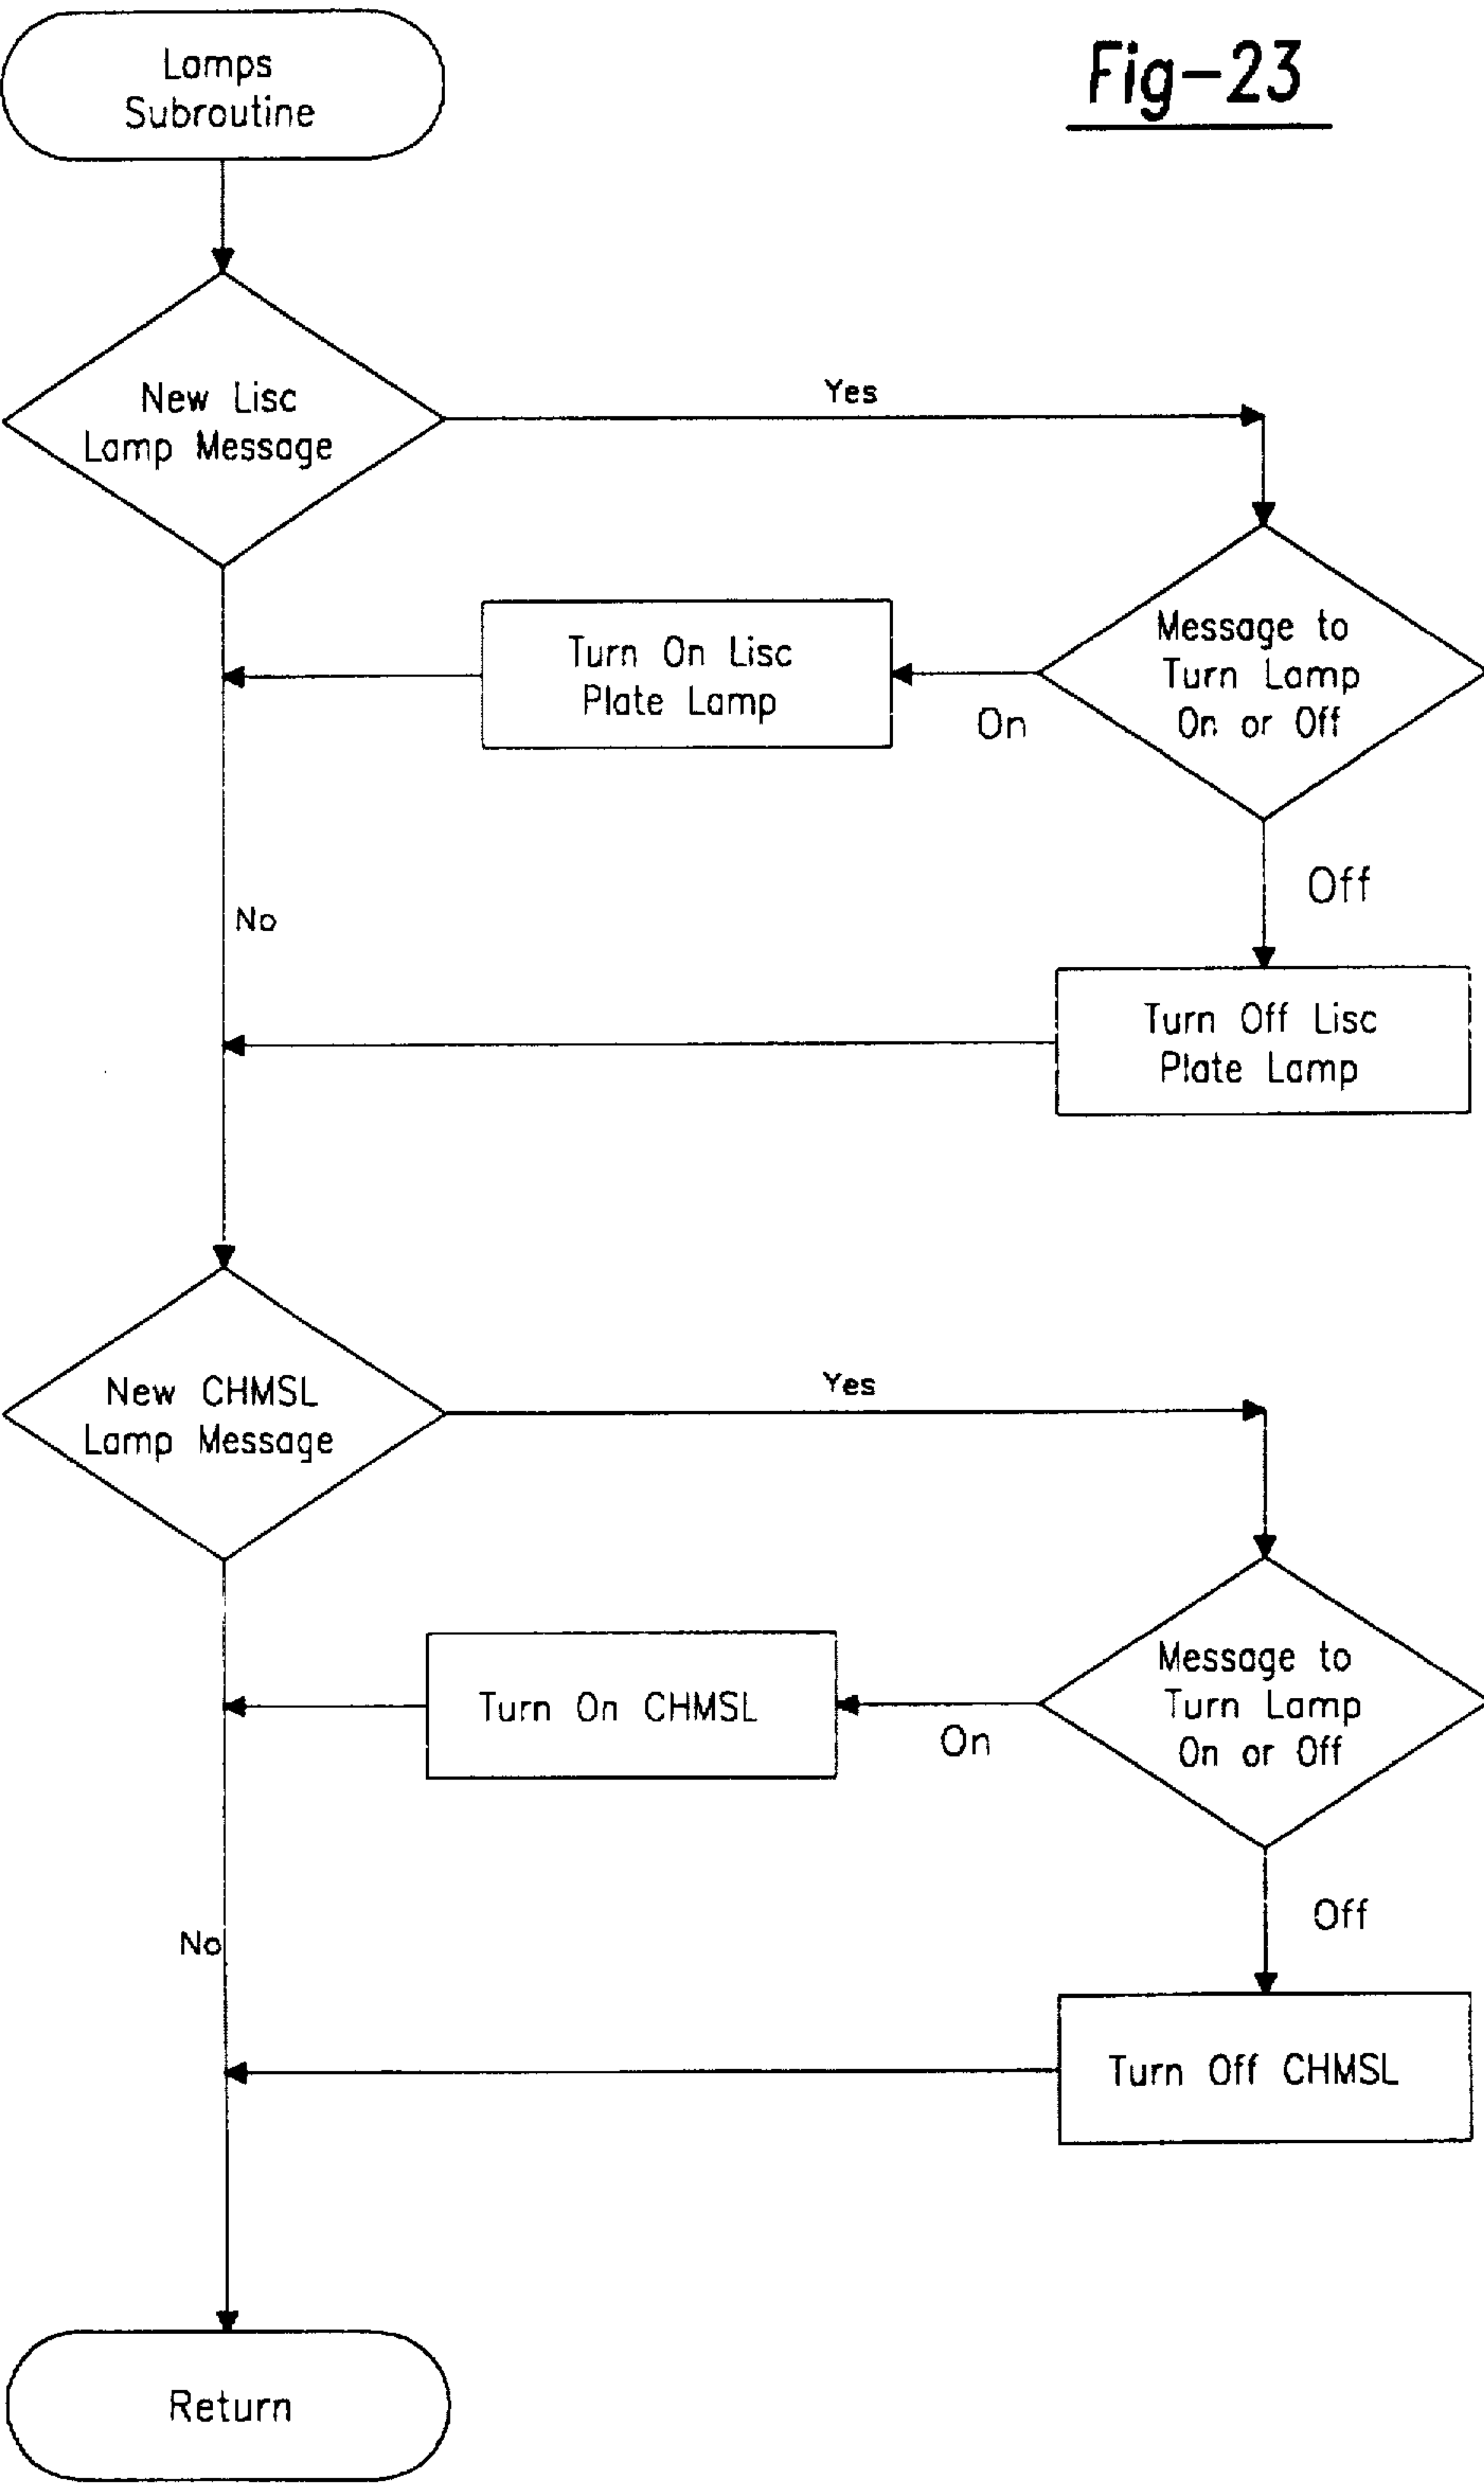 Fig-23
Lamps
Subroutine
New Lisc
Lamp Message
Yes
Message to
Turn Lamp
On or Off
On
Turn On Lisc
Plate Lamp
Off
No
Turn Off Lisc
Plate Lamp
New CHMSL
Lamp Message
Yes
Message to
Turn Lamp
On or Off
On
Turn On CHMSL
Off
No
Turn Off CHMSL
Return